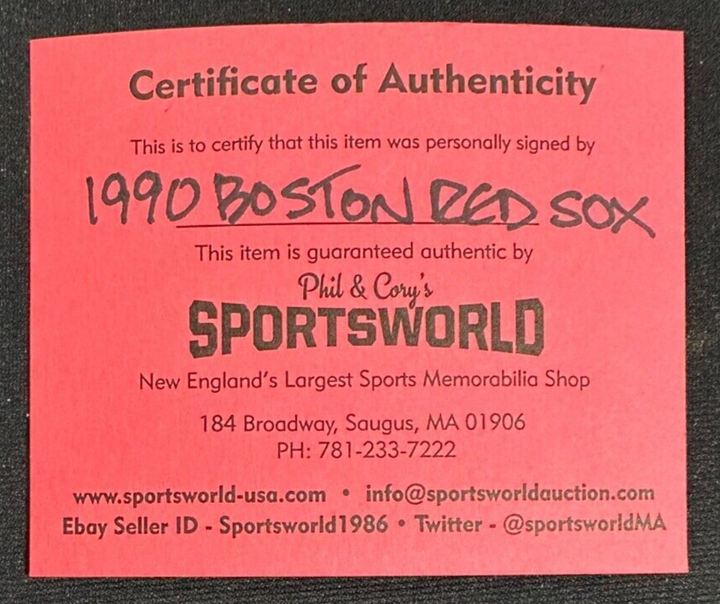 Certificate of Authenticity
This is to certify that this item was personally signed by
1990 BOSTON RED SOX
This item is guaranteed authentic by
Phil & Cory's
SPORTSWORLD
New England's Largest Sports Memorabilia Shop
184 Broadway, Saugus, MA 01906
PH: 781-233-7222
www.sportsworld-usa.com • info@sportsworldauction.com
Ebay Seller ID - Sportsworld1986 • Twitter - @sportsworldMA